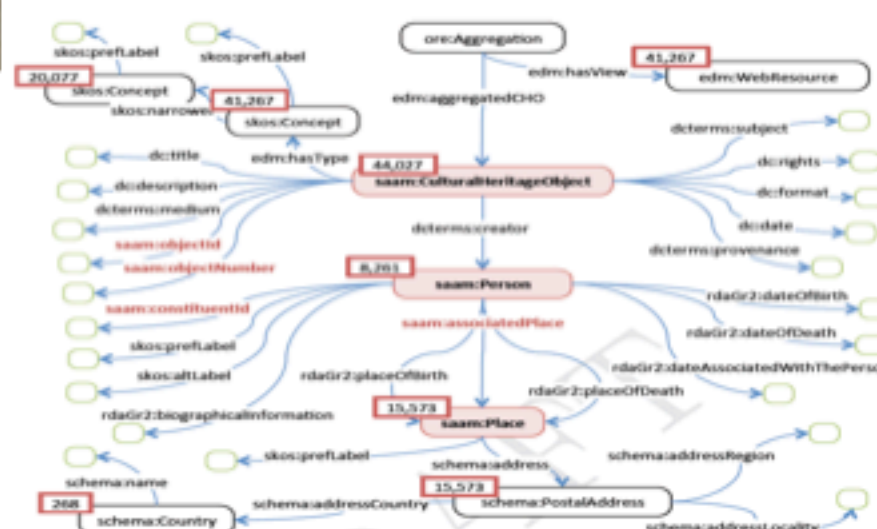 skos:prefLabel
skos:prefLabel
ore:Aggregation
41,267
edm:hasView
edm:WebResource
20,077
skos:Concept
skos:narrower
41,267
skos:Concept
edm:aggregatedCHO
dcterms:subject
dc:title
edm:hasType
44,027
saam:CulturalHeritageObject
dc:rights
dc:description
dc:format
dcterms:medium
dcterms:creator
dc:date
saam:objectId
dcterms:provenance
saam:objectNumber
8,261
saam:Person
rdaGr2:dateOfBirth
saam:constituentId
saam:associatedPlace
rdaGr2:dateOfDeath
skos:prefLabel
skos:altLabel
rdaGr2:placeOfBirth
rdaGr2:dateAssociatedWithThePerso
rdaGr2:placeOfDeath
rdaGr2:biographicalInformation
15,573
saam:Place
skos:prefLabel
schema:address
schema:addressRegion
schema:name
15,573
268
schema:addressCountry
schema:PostalAddress
schema:Country
schema:addressLocality